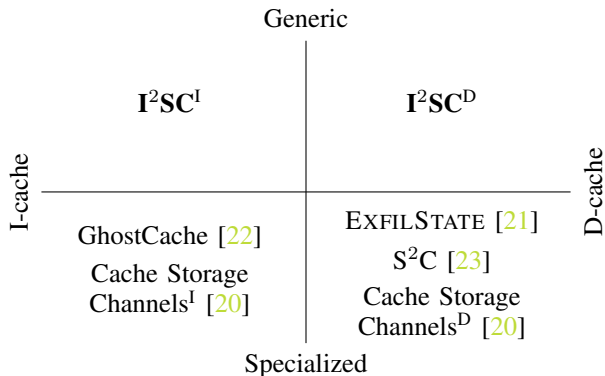 Generic
I²SCᴵ
I²SCᴰ
I-cache
D-cache
GhostCache [22]
Cache Storage
Channelsᴵ [20]
EXFILSTATE [21]
S²C [23]
Cache Storage
Channelsᴰ [20]
Specialized